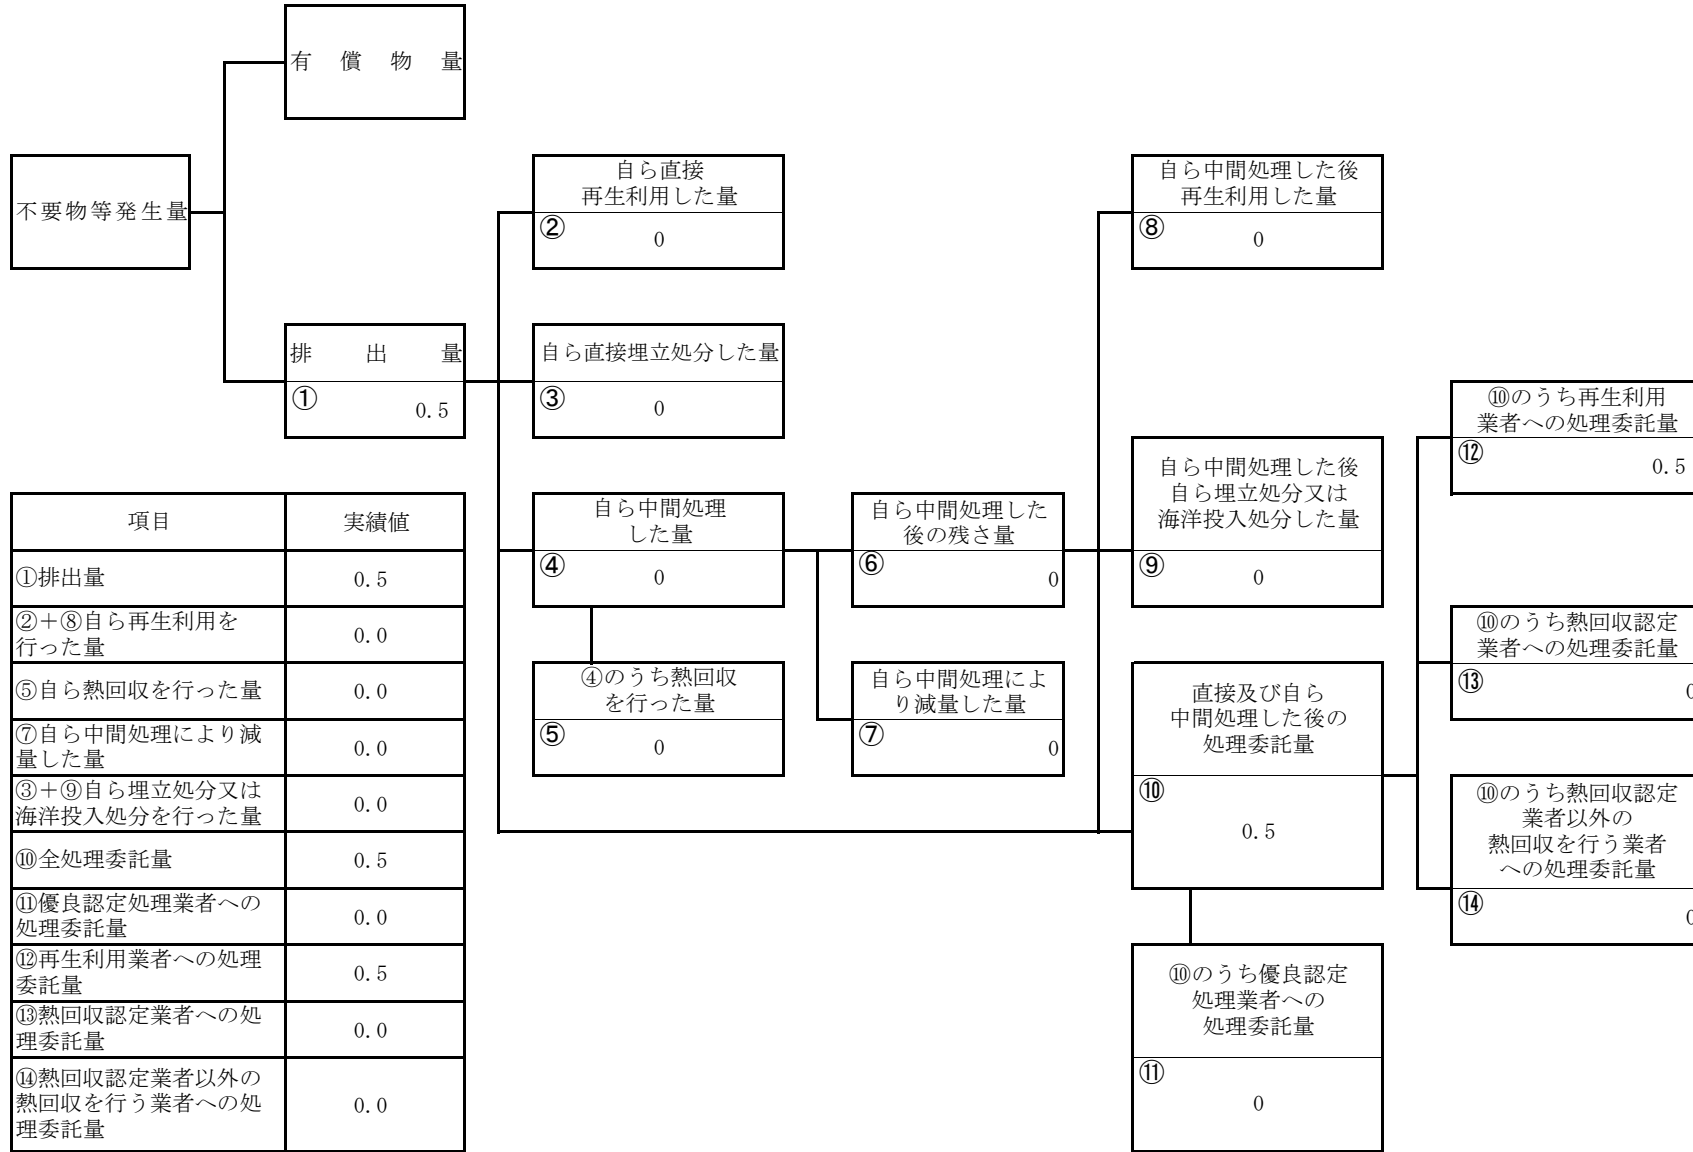 有償物量
不要物等発生量
自ら直接
再生利用した量
②
0
自ら中間処理した後
再生利用した量
⑧
0
排出量
①
0.5
自ら直接埋立処分した量
③
0
⑩のうち再生利用
業者への処理委託量
⑫
0.5
自ら中間処理
した量
④
0
自ら中間処理した
後の残さ量
⑥
0
自ら中間処理した後
自ら埋立処分又は
海洋投入処分した量
⑨
0
⑩のうち熱回収認定
業者への処理委託量
⑬
0
④のうち熱回収
を行った量
⑤
0
自ら中間処理によ
り減量した量
⑦
0
直接及び自ら
中間処理した後の
処理委託量
⑩
0.5
⑩のうち熱回収認定
業者以外の
熱回収を行う業者
への処理委託量
⑭
0
⑩のうち優良認定
処理業者への
処理委託量
⑪
0
項目 実績値
①排出量 0.5
②+⑧自ら再生利用を
行った量 0.0
⑤自ら熱回収を行った量 0.0
⑦自ら中間処理により減
量した量 0.0
③+⑨自ら埋立処分又は
海洋投入処分を行った量 0.0
⑩全処理委託量 0.5
⑪優良認定処理業者への
処理委託量 0.0
⑫再生利用業者への処理
委託量 0.5
⑬熱回収認定業者への処
理委託量 0.0
⑭熱回収認定業者以外の
熱回収を行う業者への処
理委託量 0.0